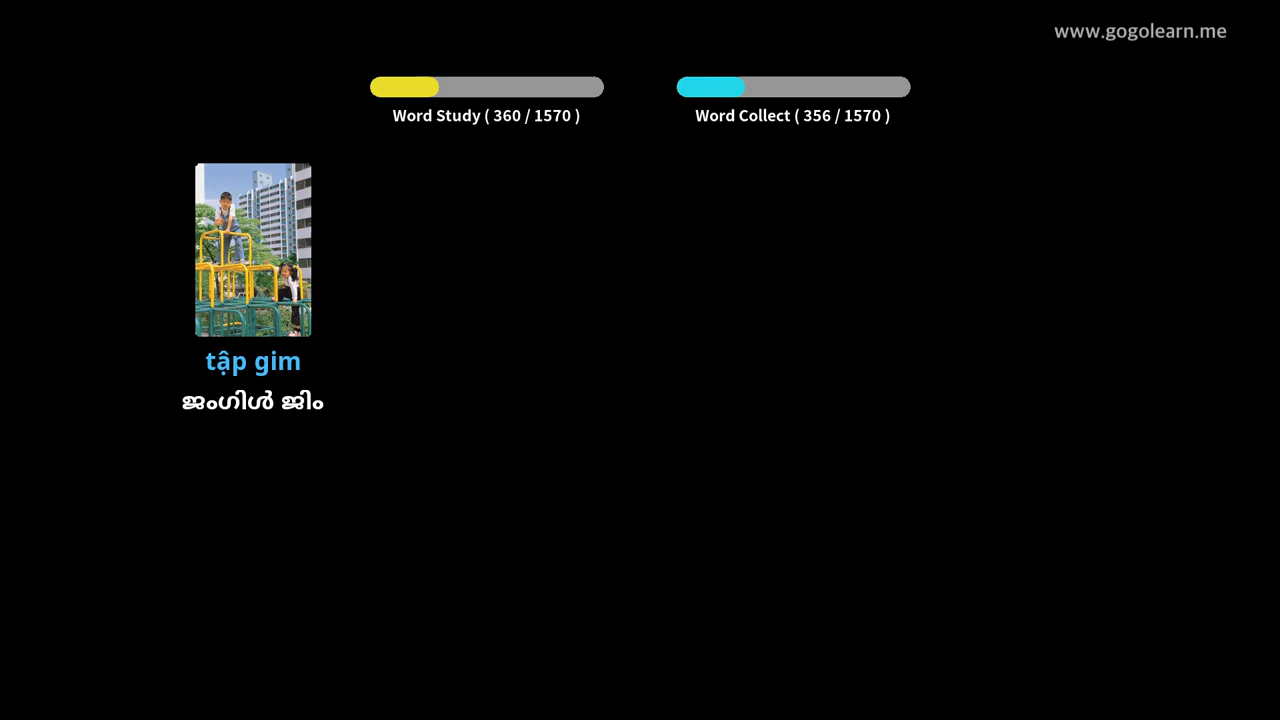 www.gogolearn.me
Word Study ( 360 / 1570 )
Word Collect ( 356 / 1570 )
tập gim
ജംഗിൾ ജിം